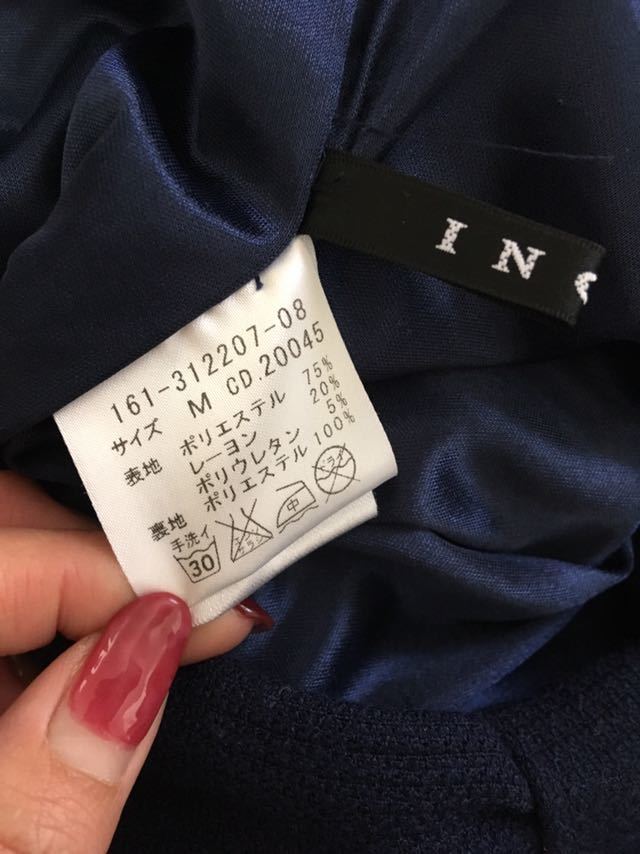 IN
161-312207-08
サイズ M CD.20045
表地 ポリエステル 75%
レーヨン 20%
ポリウレタン 5%
裏地 ポリエステル 100%
手洗イ
30
中
ドライ